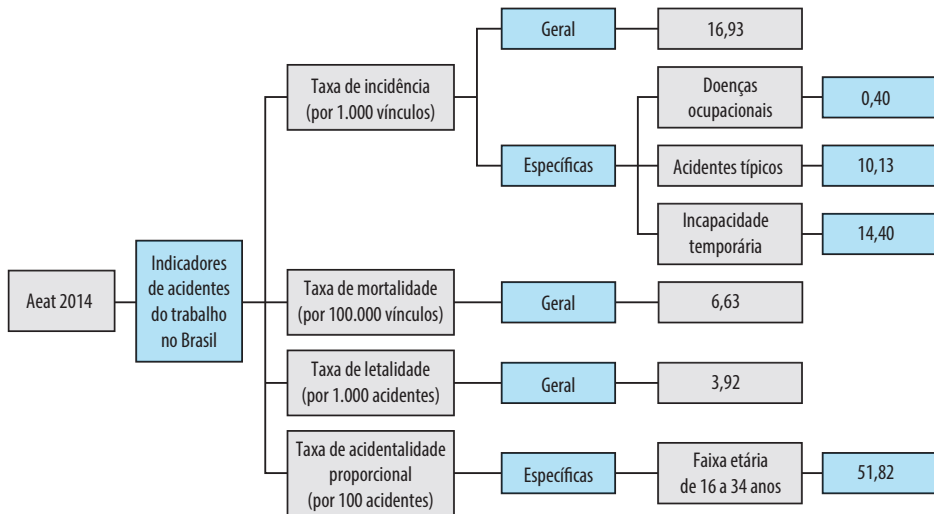 Aeat 2014
Indicadores
de acidentes
do trabalho
no Brasil
Taxa de incidência
(por 1.000 vínculos)
Geral
16,93
Específicas
Doenças
ocupacionais
0,40
Acidentes típicos
10,13
Incapacidade
temporária
14,40
Taxa de mortalidade
(por 100.000 vínculos)
Geral
6,63
Taxa de letalidade
(por 1.000 acidentes)
Geral
3,92
Taxa de acidentalidade
proporcional
(por 100 acidentes)
Específicas
Faixa etária
de 16 a 34 anos
51,82